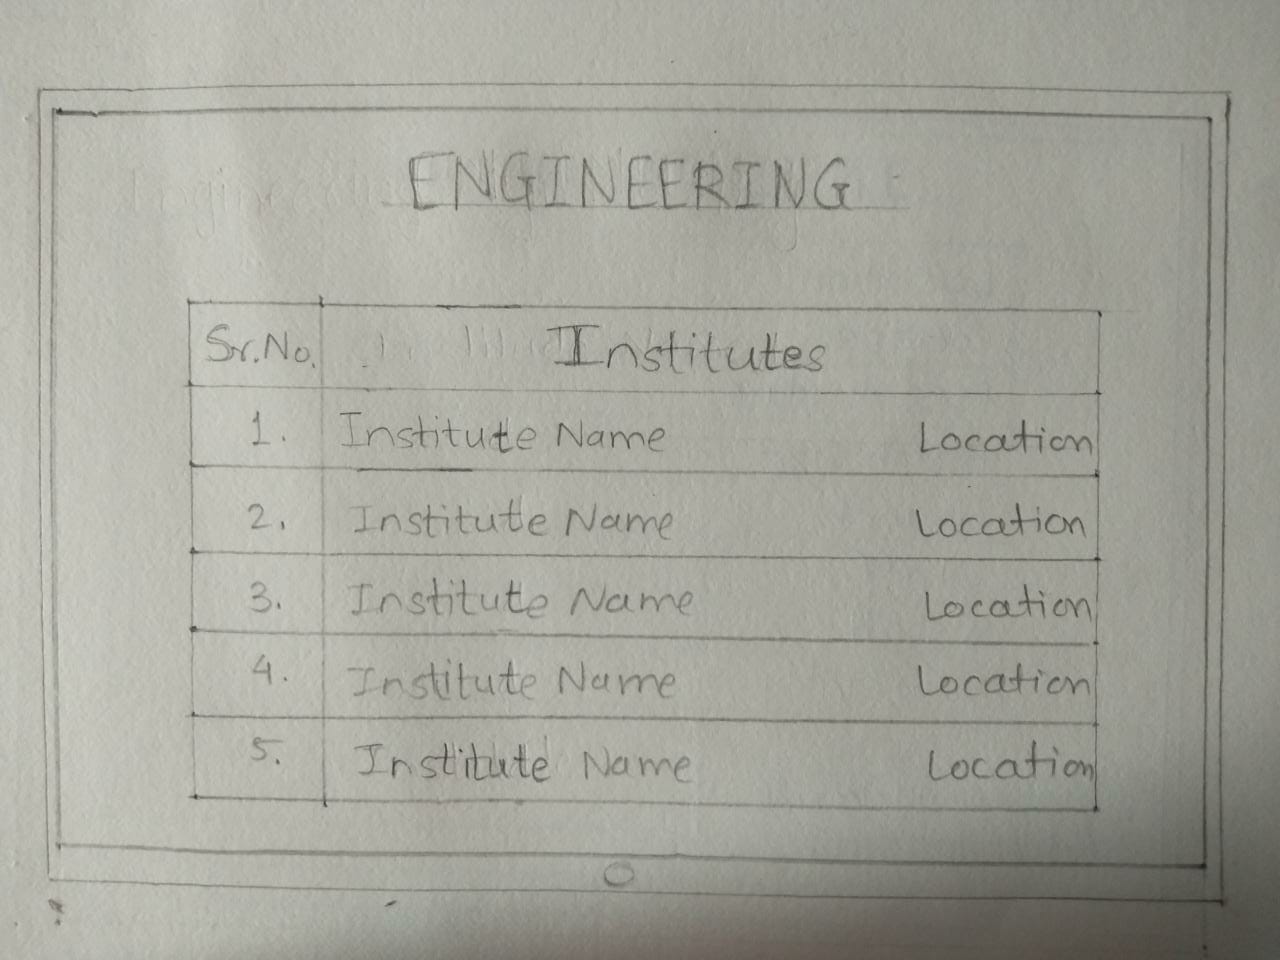 ENGINEERING
Sr.No. Institutes
1. Institute Name Location
2. Institute Name Location
3. Institute Name Location
4. Institute Name Location
5. Institute Name Location